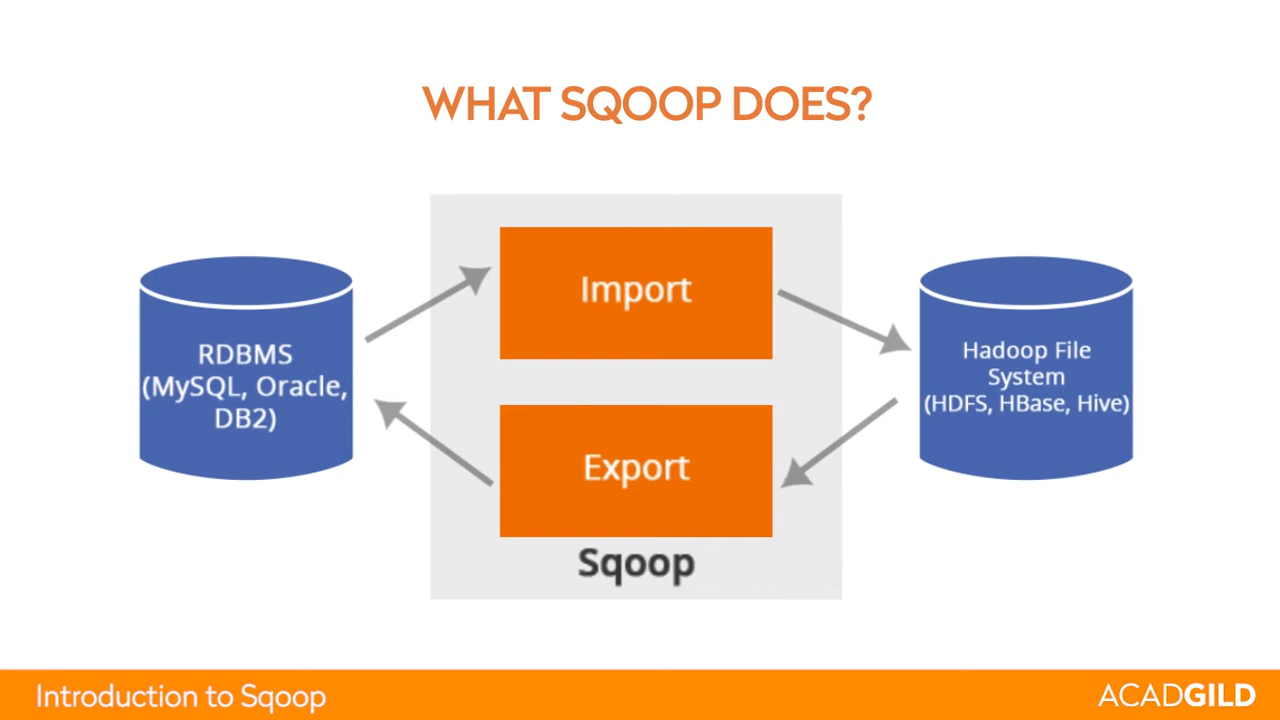 WHAT SQOOP DOES?
Import
RDBMS
(MySQL, Oracle,
DB2)
Hadoop File
System
(HDFS, HBase, Hive)
Export
Sqoop
Introduction to Sqoop
ACADGILD